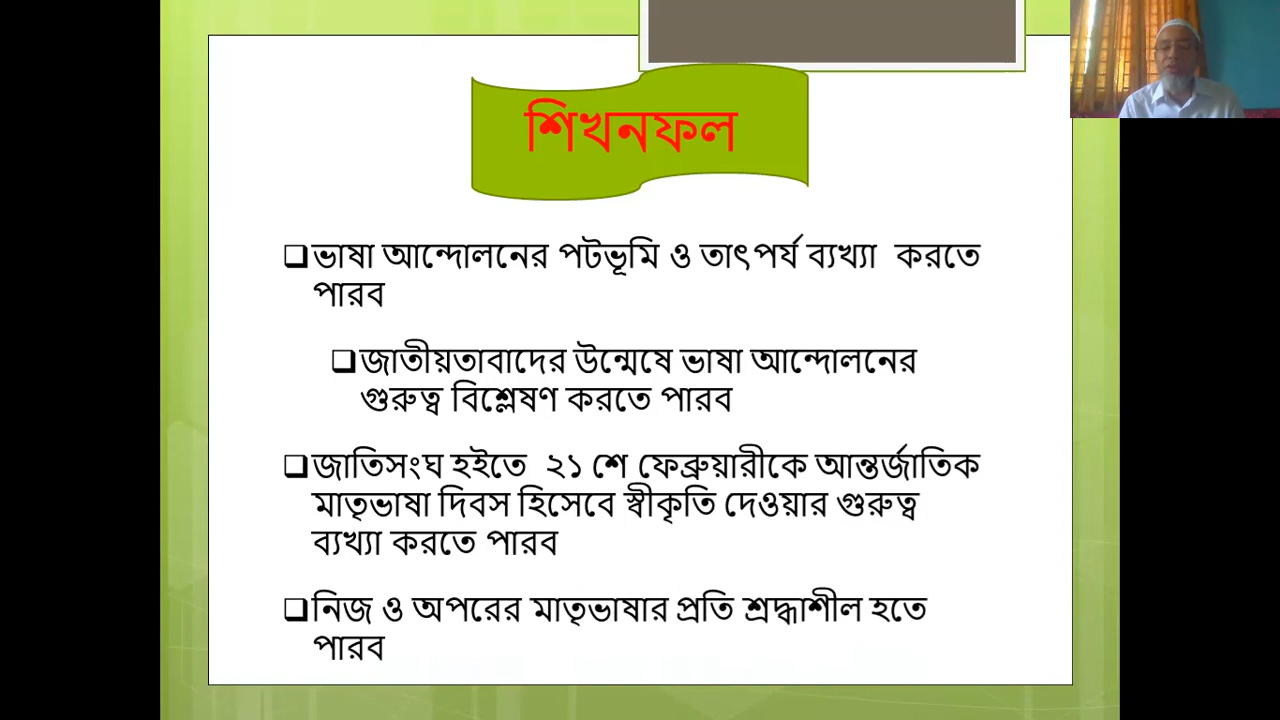 শিখনফল
ভাষা আন্দোলনের পটভূমি ও তাৎপর্য ব্যখ্যা করতে
পারব
জাতীয়তাবাদের উন্মেষে ভাষা আন্দোলনের
গুরুত্ব বিশ্লেষণ করতে পারব
জাতিসংঘ হইতে ২১ শে ফেব্রুয়ারীকে আন্তর্জাতিক
মাতৃভাষা দিবস হিসেবে স্বীকৃতি দেওয়ার গুরুত্ব
ব্যখ্যা করতে পারব
নিজ ও অপরের মাতৃভাষার প্রতি শ্রদ্ধাশীল হতে
পারব